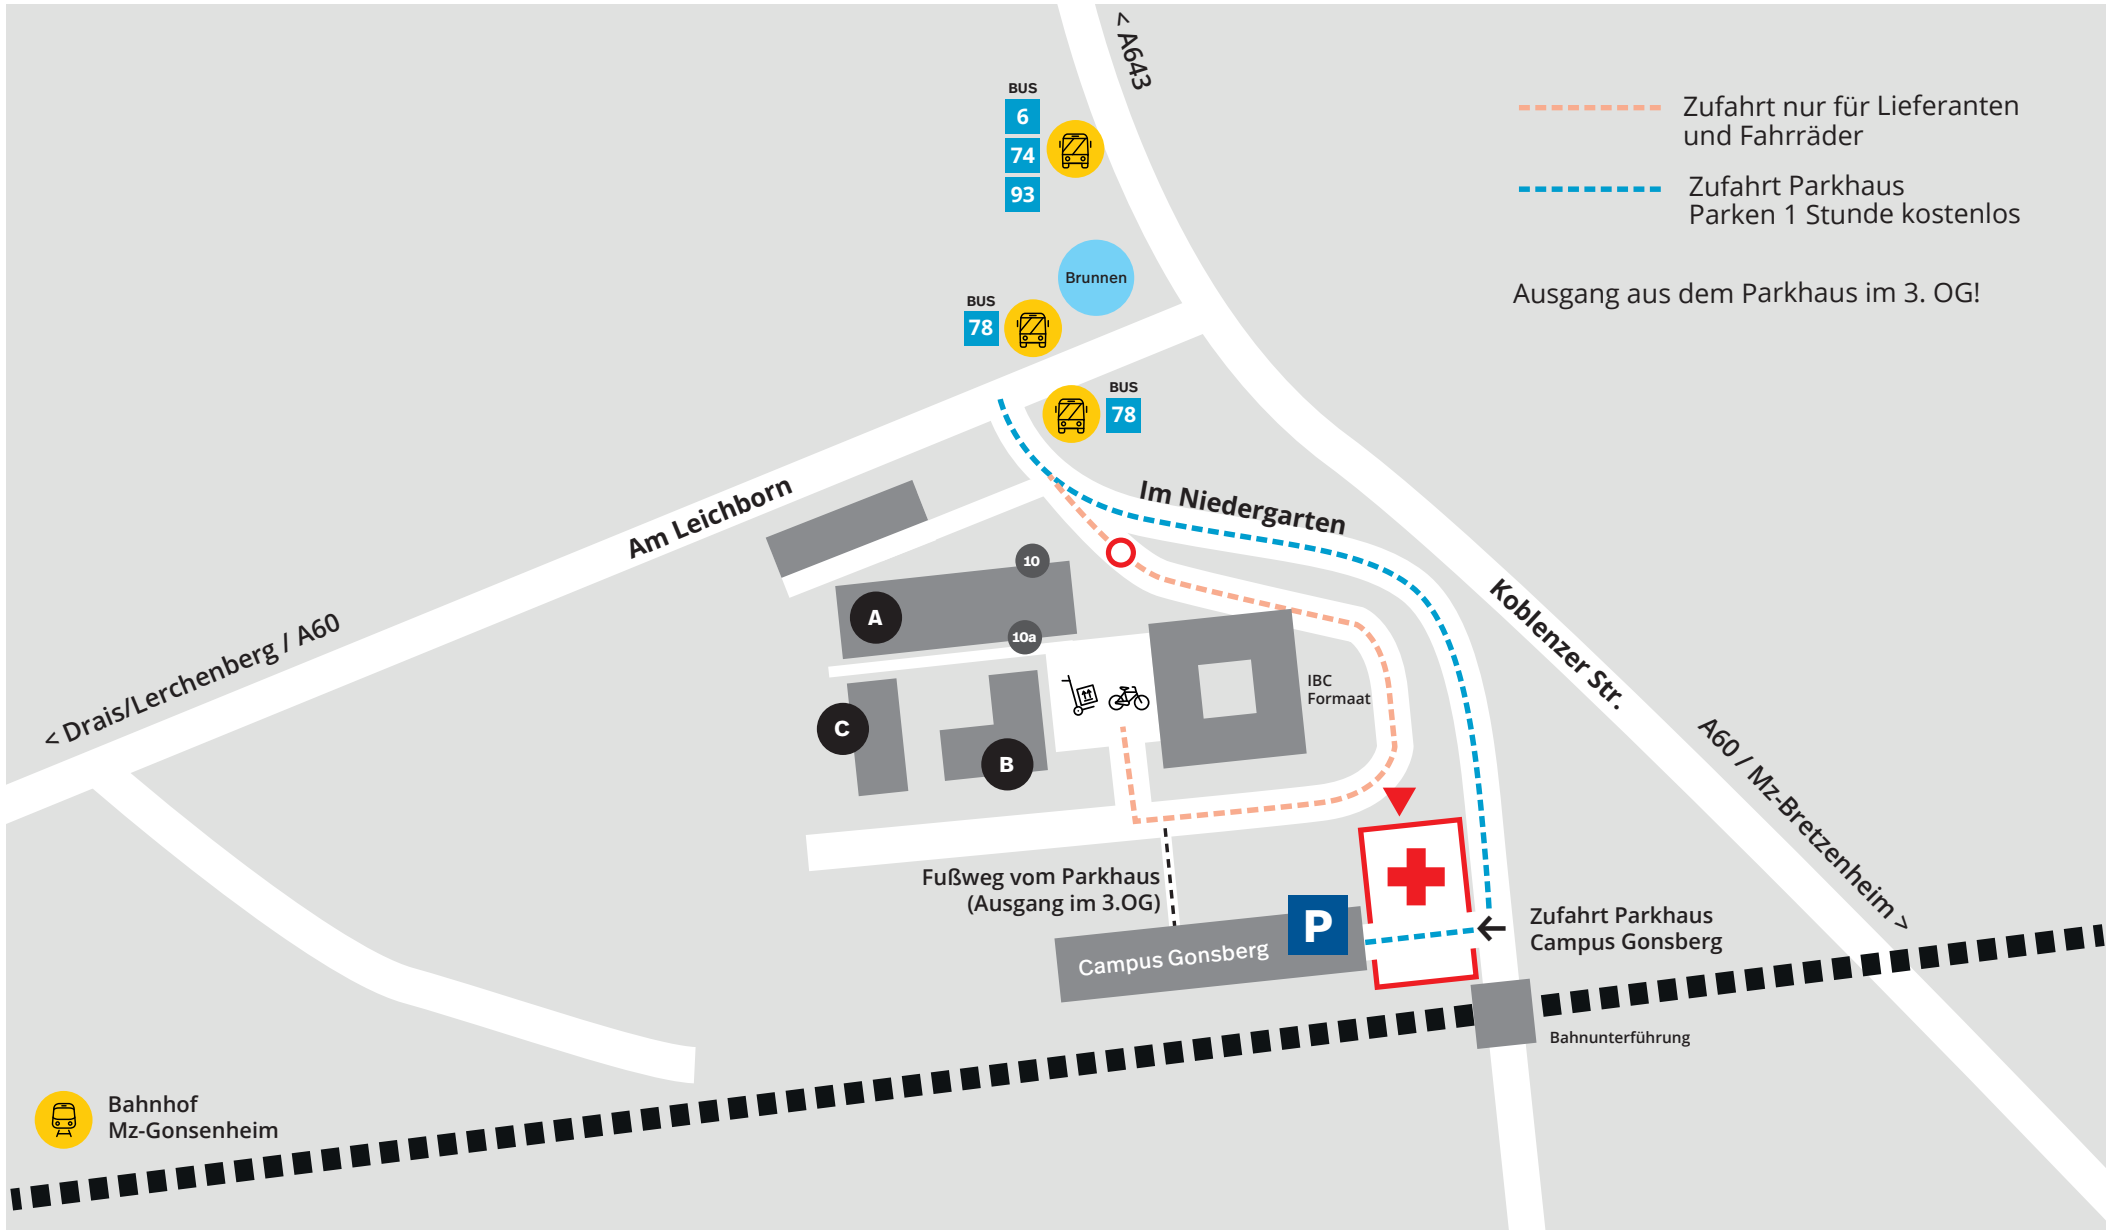 < A643
BUS
6
74
93
Zufahrt nur für Lieferanten
und Fahrräder
Zufahrt Parkhaus
Parken 1 Stunde kostenlos
Ausgang aus dem Parkhaus im 3. OG!
Brunnen
BUS
78
BUS
78
Am Leichborn
Im Niedergarten
< Drais/Lerchenberg / A60
Koblenzer Str.
A60 / Mz-Bretzenheim >
10
A
10a
C
B
IBC
Formaat
Fußweg vom Parkhaus
(Ausgang im 3.OG)
P
Campus Gonsberg
Zufahrt Parkhaus
Campus Gonsberg
Bahnunterführung
Bahnhof
Mz-Gonsenheim